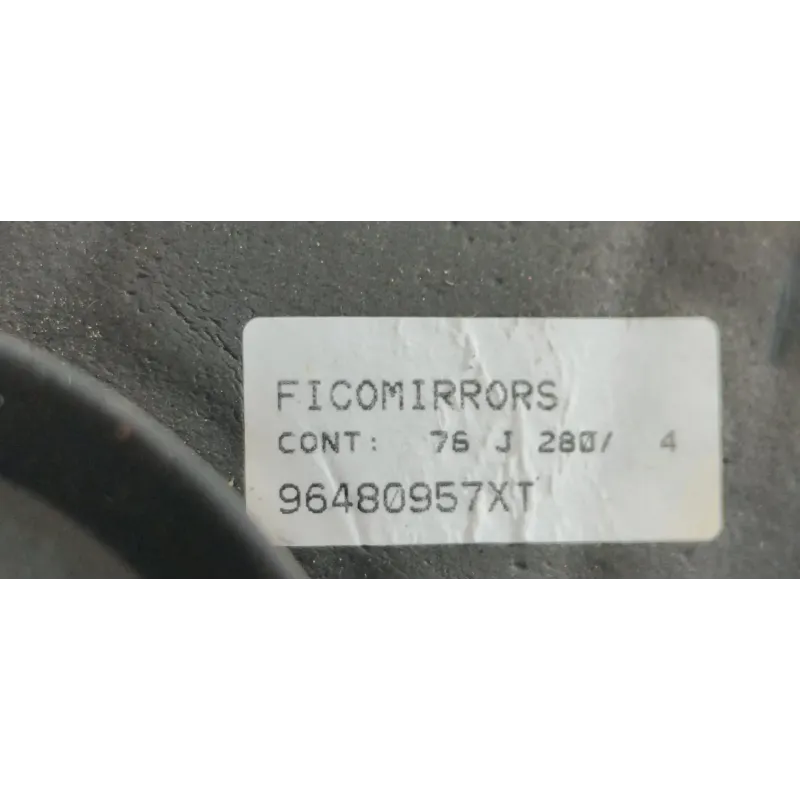 FICOMIRRORS
CONT: 76 J 280/ 4
96480957XT